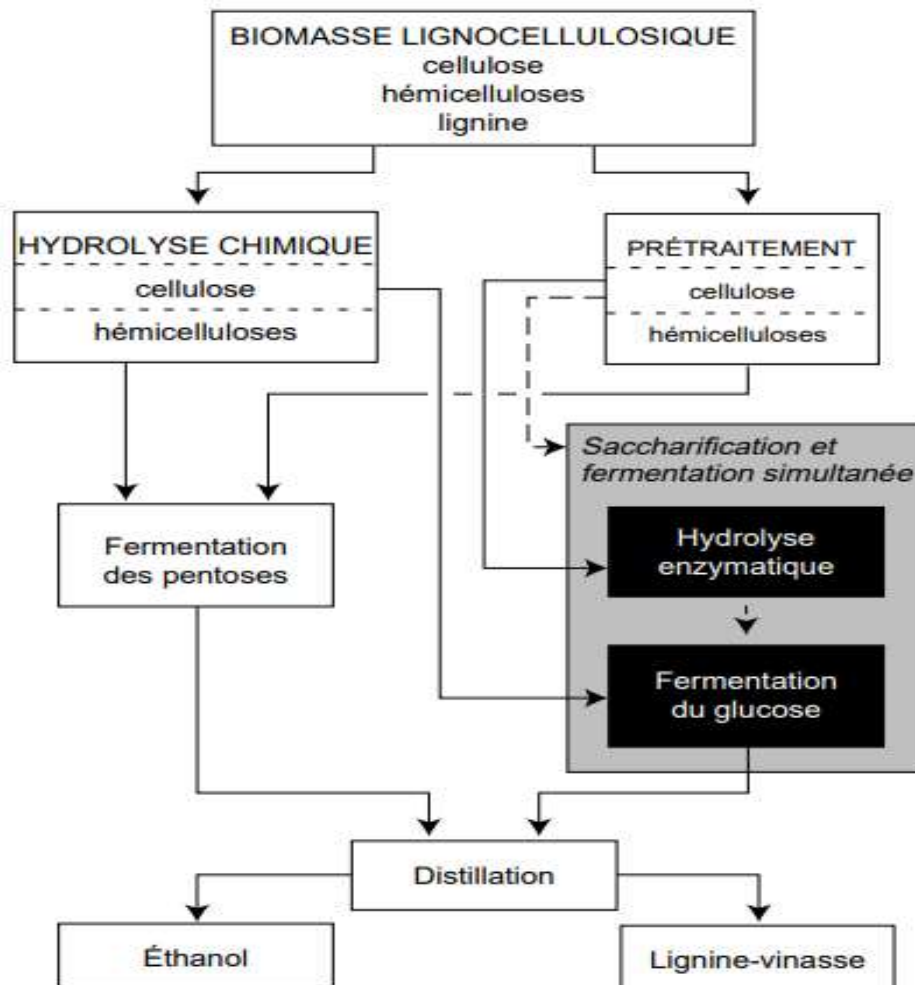 BIOMASSE LIGNOCELLULOSIQUE
cellulose
hémicelluloses
lignine
HYDROLYSE CHIMIQUE
cellulose
hémicelluloses
PRÉTRAITEMENT
cellulose
hémicelluloses
Saccharification et
fermentation simultanée
Hydrolyse
enzymatique
Fermentation
des pentoses
Fermentation
du glucose
Distillation
Éthanol
Lignine-vinasse